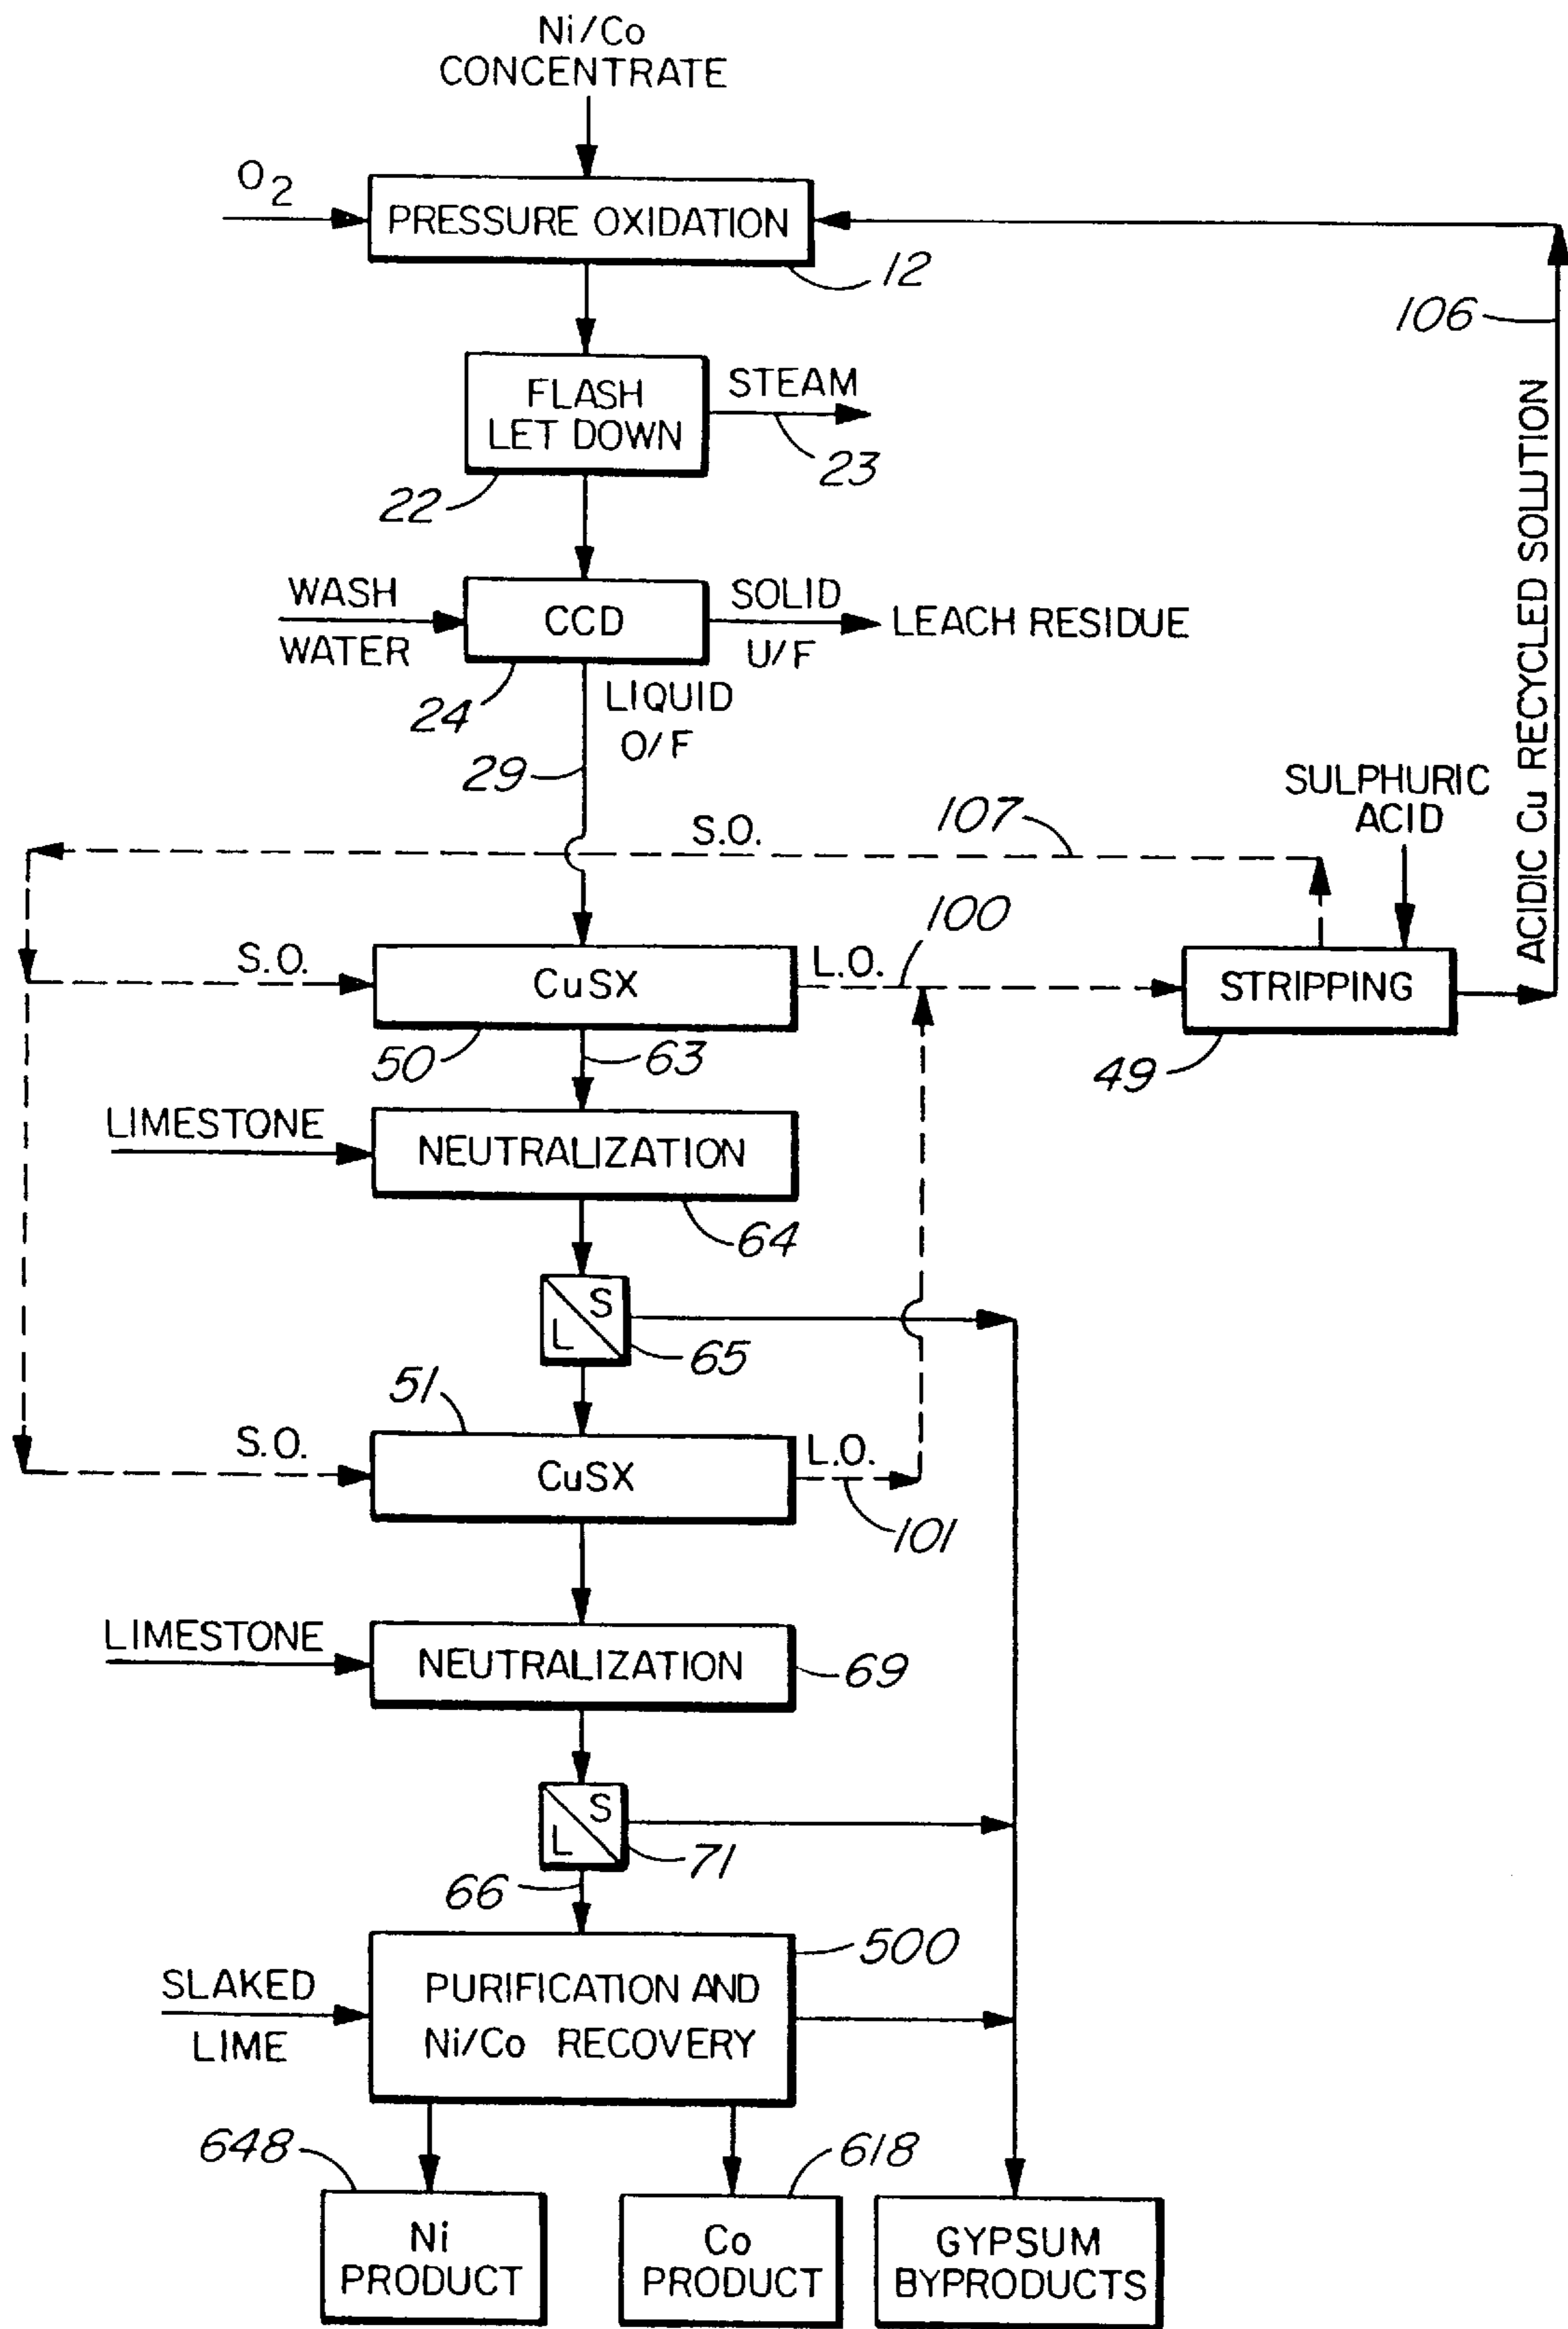 Ni/Co
CONCENTRATE
O2
PRESSURE OXIDATION
12
106
ACIDIC Cu RECYCLED SOLUTION
FLASH
LET DOWN
STEAM
23
22
WASH
WATER
CCD
SOLID
U/F
LEACH RESIDUE
24
LIQUID
O/F
29
SULPHURIC
ACID
107
S.O.
100
S.O.
CuSX
L.O.
STRIPPING
50
63
49
LIMESTONE
NEUTRALIZATION
64
S
L
65
51
S.O.
CuSX
L.O.
101
LIMESTONE
NEUTRALIZATION
69
S
L
71
66
500
SLAKED
LIME
PURIFICATION AND
Ni/Co RECOVERY
648
618
Ni
PRODUCT
Co
PRODUCT
GYPSUM
BYPRODUCTS